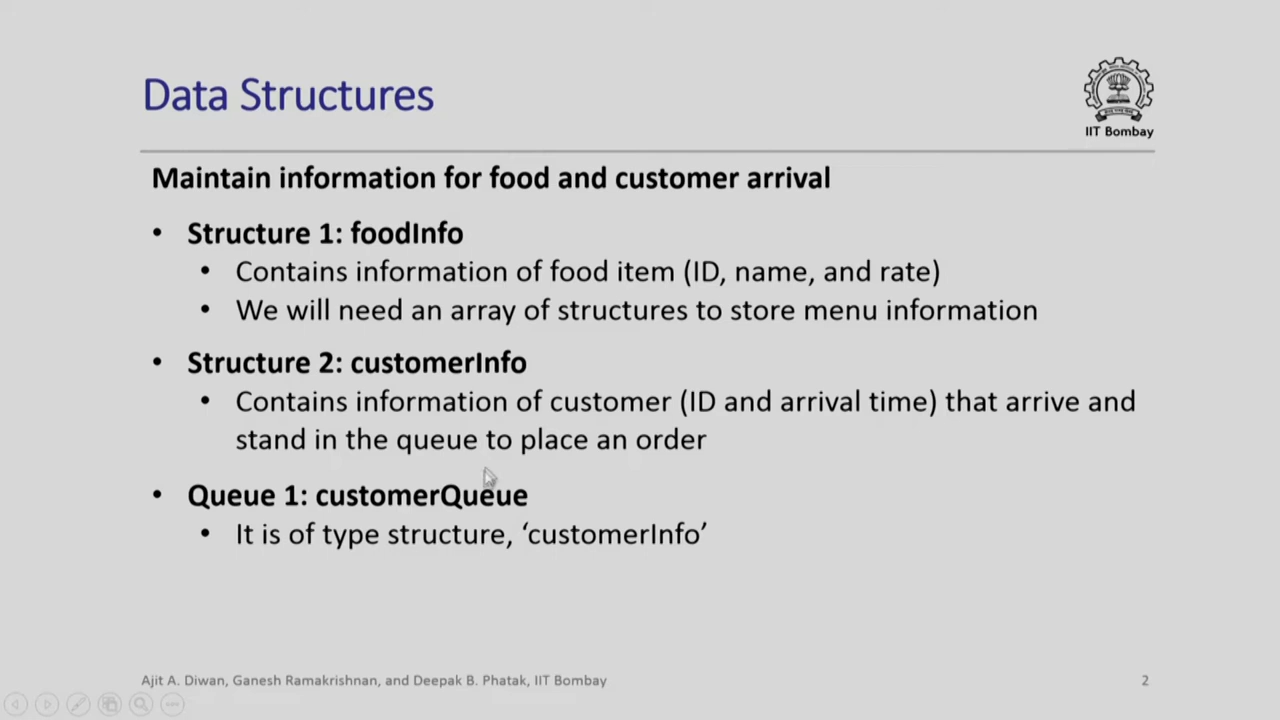 Data Structures
IIT Bombay
Maintain information for food and customer arrival
• Structure 1: foodInfo
• Contains information of food item (ID, name, and rate)
• We will need an array of structures to store menu information
• Structure 2: customerInfo
• Contains information of customer (ID and arrival time) that arrive and
stand in the queue to place an order
• Queue 1: customerQueue
• It is of type structure, ‘customerInfo’
Ajit A. Diwan, Ganesh Ramakrishnan, and Deepak B. Phatak, IIT Bombay
2